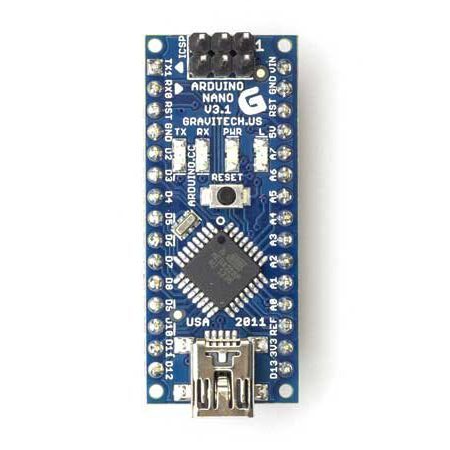 ICSP
1
ARDUINO
NANO
V3.1
G
GRAVITECH.US
TX RX PWR L
ARDUINO.CC
RESET
USA 2011
TX1
RX0
RST
GND
D2
D3
D4
D5
D6
D7
D8
D9
D10
D11
D12
VIN
GND
RST
5V
A7
A6
A5
A4
A3
A2
A1
A0
REF
3V3
D13